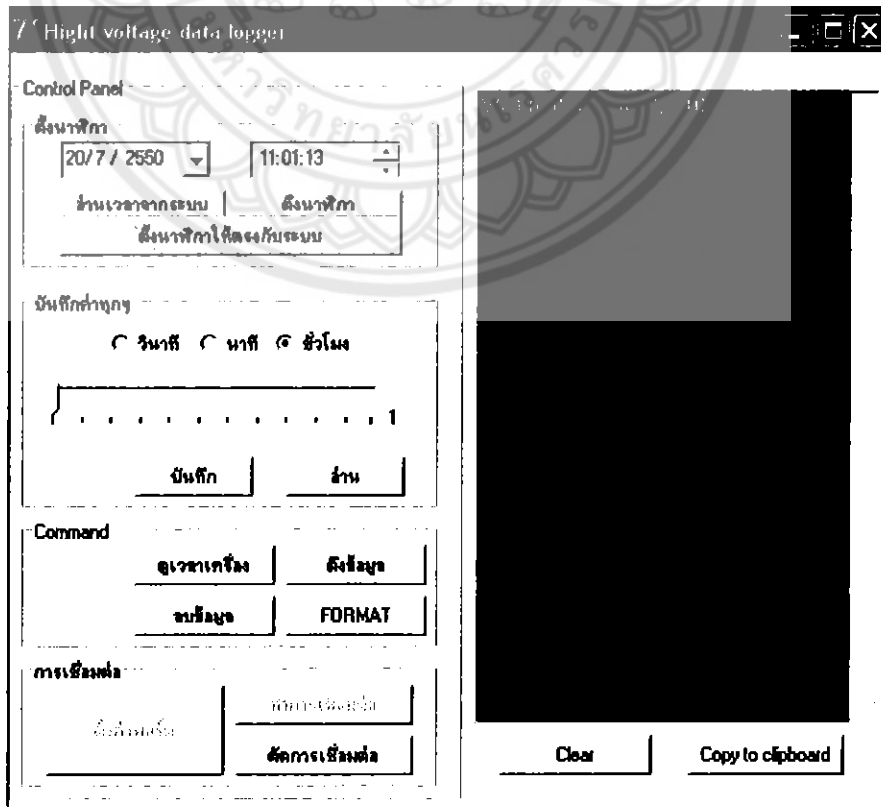 Hight voltage data logger
Control Panel
ตั้งนาฬิกา
20/ 7 / 2550
11:01:13
อ่านเวลาจากระบบ
ตั้งนาฬิกา
ตั้งนาฬิกาให้ตรงกับระบบ
บันทึกค่าทุกๆ
วินาที
นาที
ชั่วโมง
1
บันทึก
อ่าน
Command
ดูเวลาเครื่อง
ดึงข้อมูล
ลบข้อมูล
FORMAT
การเชื่อมต่อ
ตัดการเชื่อมต่อ
Clear
Copy to clipboard